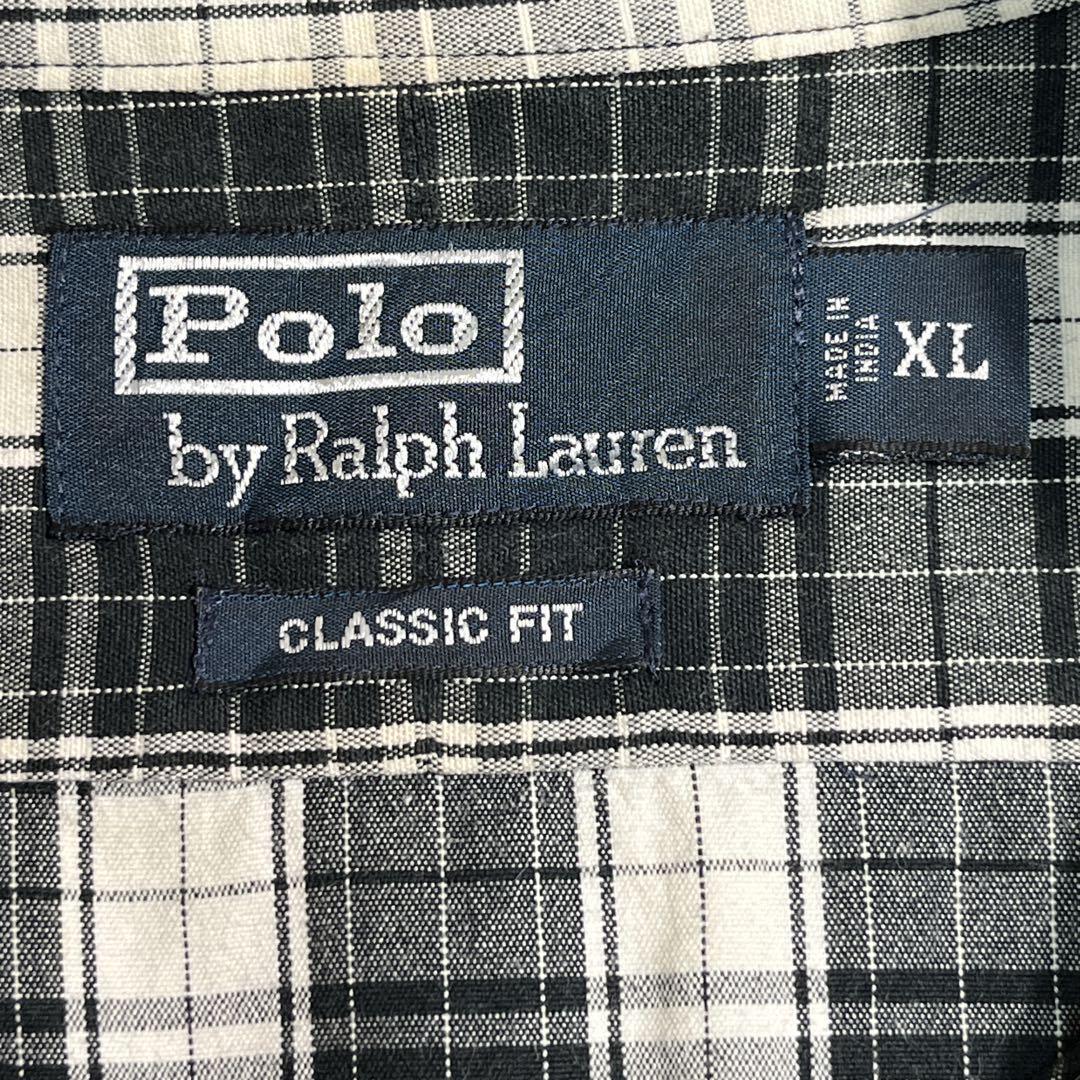 Polo
by Ralph Lauren
MADE IN
INDIA
XL
CLASSIC FIT